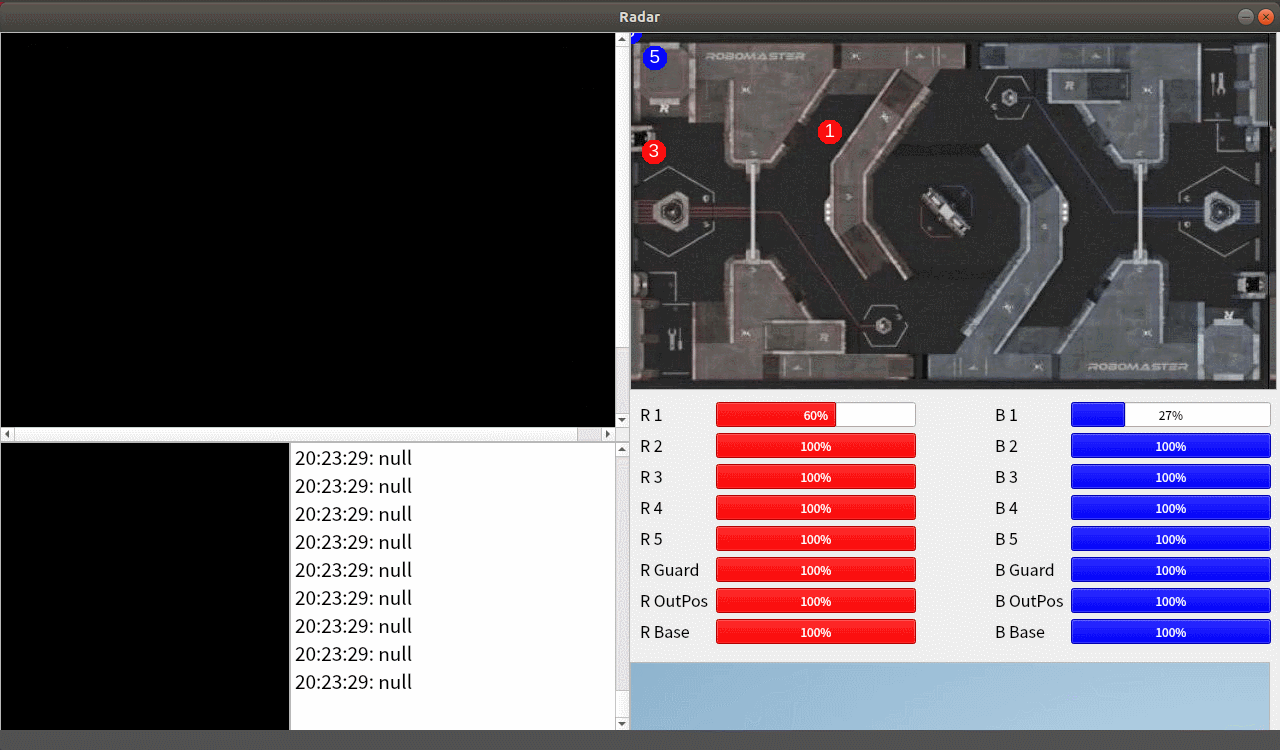 Radar
5
ROBOMASTER
R
R
1
3
R
R
ROBOMASTER
R 1 60% B 1 27%
R 2 100% B 2 100%
R 3 100% B 3 100%
R 4 100% B 4 100%
R 5 100% B 5 100%
R Guard 100% B Guard 100%
R OutPos 100% B OutPos 100%
R Base 100% B Base 100%
20:23:29: null
20:23:29: null
20:23:29: null
20:23:29: null
20:23:29: null
20:23:29: null
20:23:29: null
20:23:29: null
20:23:29: null